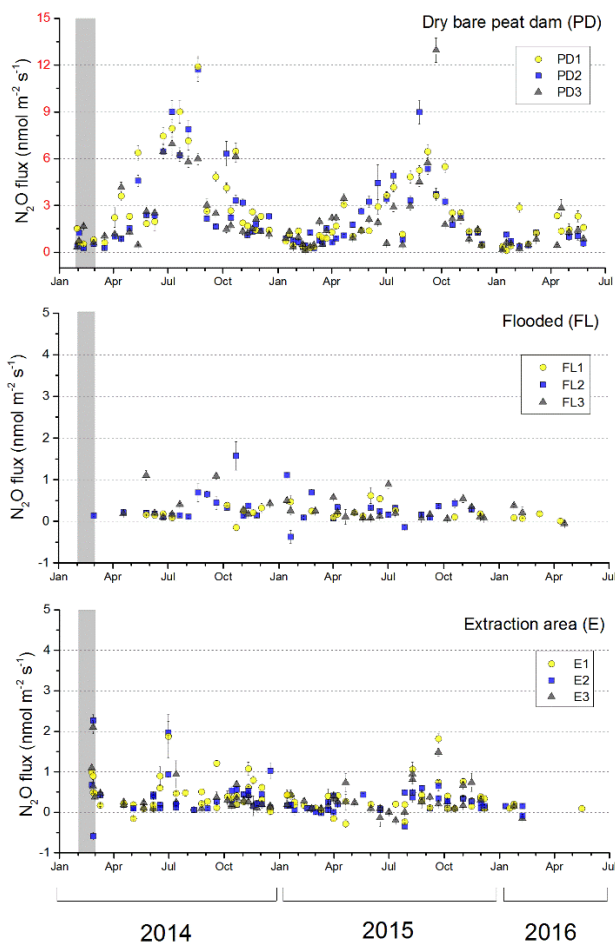 Dry bare peat dam (PD)
N₂O flux (nmol m⁻² s⁻¹)
15
12
9
6
3
0
PD1
PD2
PD3
Jan Apr Jul Oct Jan Apr Jul Oct Jan Apr Jul
Flooded (FL)
N₂O flux (nmol m⁻² s⁻¹)
5
4
3
2
1
0
-1
FL1
FL2
FL3
Jan Apr Jul Oct Jan Apr Jul Oct Jan Apr Jul
Extraction area (E)
N₂O flux (nmol m⁻² s⁻¹)
5
4
3
2
1
0
-1
E1
E2
E3
Jan Apr Jul Oct Jan Apr Jul Oct Jan Apr Jul
2014 2015 2016